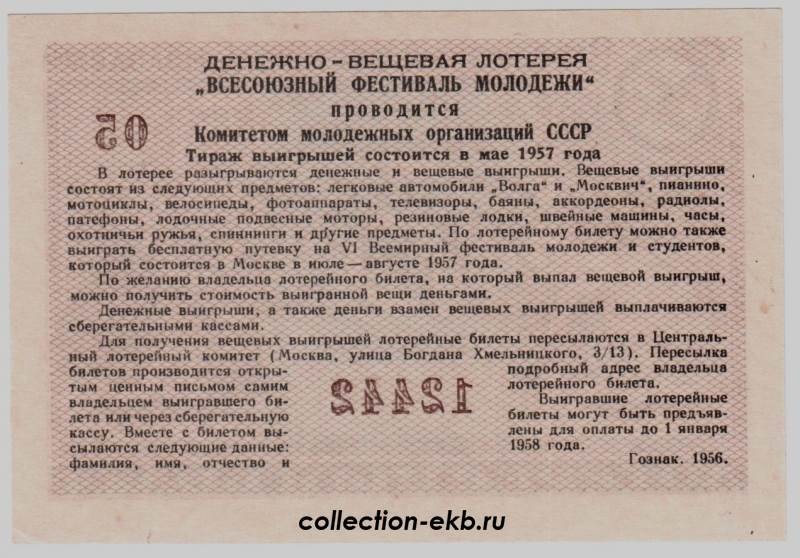 ДЕНЕЖНО-ВЕЩЕВАЯ ЛОТЕРЕЯ
„ВСЕСОЮЗНЫЙ ФЕСТИВАЛЬ МОЛОДЕЖИ“
проводится
05
Комитетом молодежных организаций СССР
Тираж выигрышей состоится в мае 1957 года
В лотерее разыгрываются денежные и вещевые выигрыши. Вещевые выигрыши
состоят из следующих предметов: легковые автомобили „Волга“ и „Москвич“, пианино,
мотоциклы, велосипеды, фотоаппараты, телевизоры, баяны, аккордеоны, радиолы,
патефоны, лодочные подвесные моторы, резиновые лодки, швейные машины, часы,
охотничьи ружья, спиннинги и другие предметы. По лотерейному билету можно также
выиграть бесплатную путевку на VI Всемирный фестиваль молодежи и студентов,
который состоится в Москве в июле—августе 1957 года.
По желанию владельца лотерейного билета, на который выпал вещевой выигрыш,
можно получить стоимость выигранной вещи деньгами.
Денежные выигрыши, а также деньги взамен вещевых выигрышей выплачиваются
сберегательными кассами.
Для получения вещевых выигрышей лотерейные билеты пересылаются в Централь-
ный лотерейный комитет (Москва, улица Богдана Хмельницкого, 3/13). Пересылка
билетов производится откры-
тым ценным письмом самим
владельцем выигравшего би-
лета или через сберегательную
кассу. Вместе с билетом вы-
сылаются следующие данные:
фамилия, имя, отчество и
12442
подробный адрес владельца
лотерейного билета.
Выигравшие лотерейные
билеты могут быть предъяв-
лены для оплаты до 1 января
1958 года.
Гознак. 1956.
collection-ekb.ru